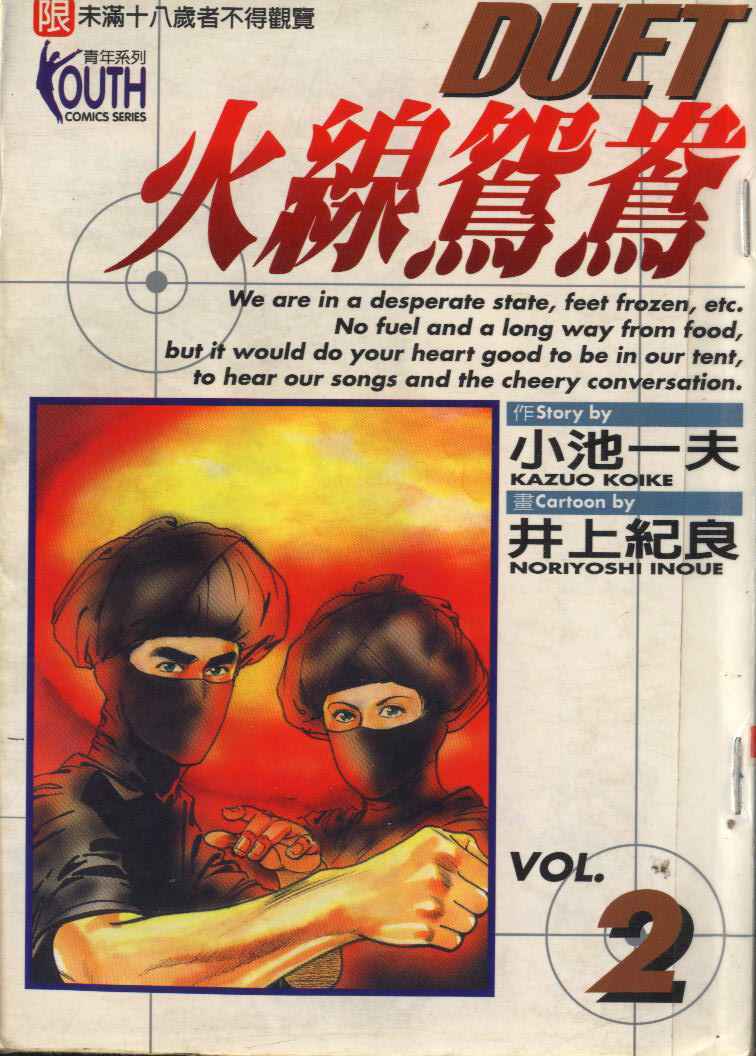 限 未滿十八歲者不得觀覽
青年系列
YOUTH
COMICS SERIES
DUET
火線鴛鴦
We are in a desperate state, feet frozen, etc.
No fuel and a long way from food,
but it would do your heart good to be in our tent,
to hear our songs and the cheery conversation.
作Story by
小池一夫
KAZUO KOIKE
畫Cartoon by
井上紀良
NORIYOSHI INOUE
VOL.
2